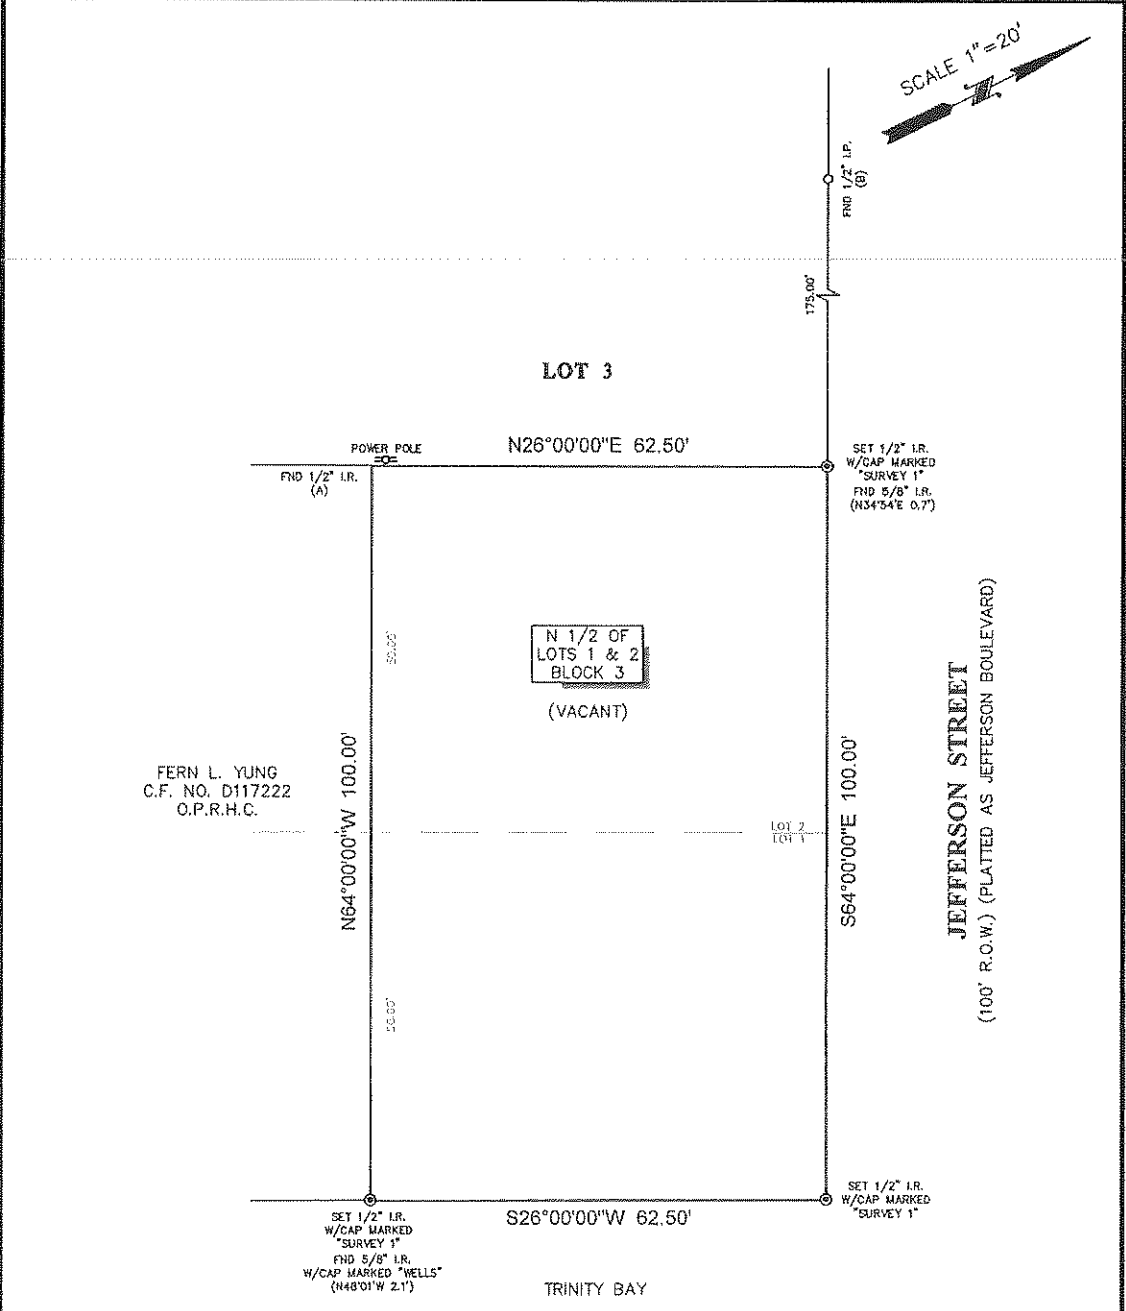 SCALE 1"=20'
FND 1/2" I.P.
(B)
175.00'
LOT 3
POWER POLE
N26°00'00"E 62.50'
FND 1/2" I.R.
(A)
SET 1/2" I.R.
W/CAP MARKED
"SURVEY 1"
FND 5/8" I.R.
(N34°54'E 0.7')
50.00'
N 1/2 OF
LOTS 1 & 2
BLOCK 3
(VACANT)
FERN L. YUNG
C.F. NO. D117222
O.P.R.H.C.
N64°00'00"W 100.00'
LOT 2
LOT 1
S64°00'00"E 100.00'
JEFFERSON STREET
(100' R.O.W.) (PLATTED AS JEFFERSON BOULEVARD)
50.00'
SET 1/2" I.R.
W/CAP MARKED
"SURVEY 1"
FND 5/8" I.R.
W/CAP MARKED "WELLS"
(N48°01'W 2.1')
S26°00'00"W 62.50'
SET 1/2" I.R.
W/CAP MARKED
"SURVEY 1"
TRINITY BAY